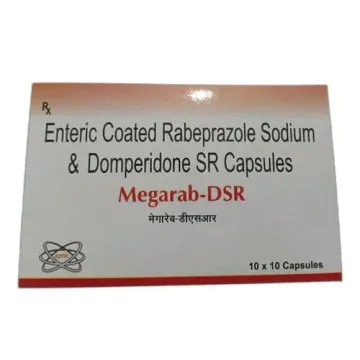 Rx
Enteric Coated Rabeprazole Sodium
& Domperidone SR Capsules
Megarab-DSR
मेगारेब-डीएसआर
10 x 10 Capsules